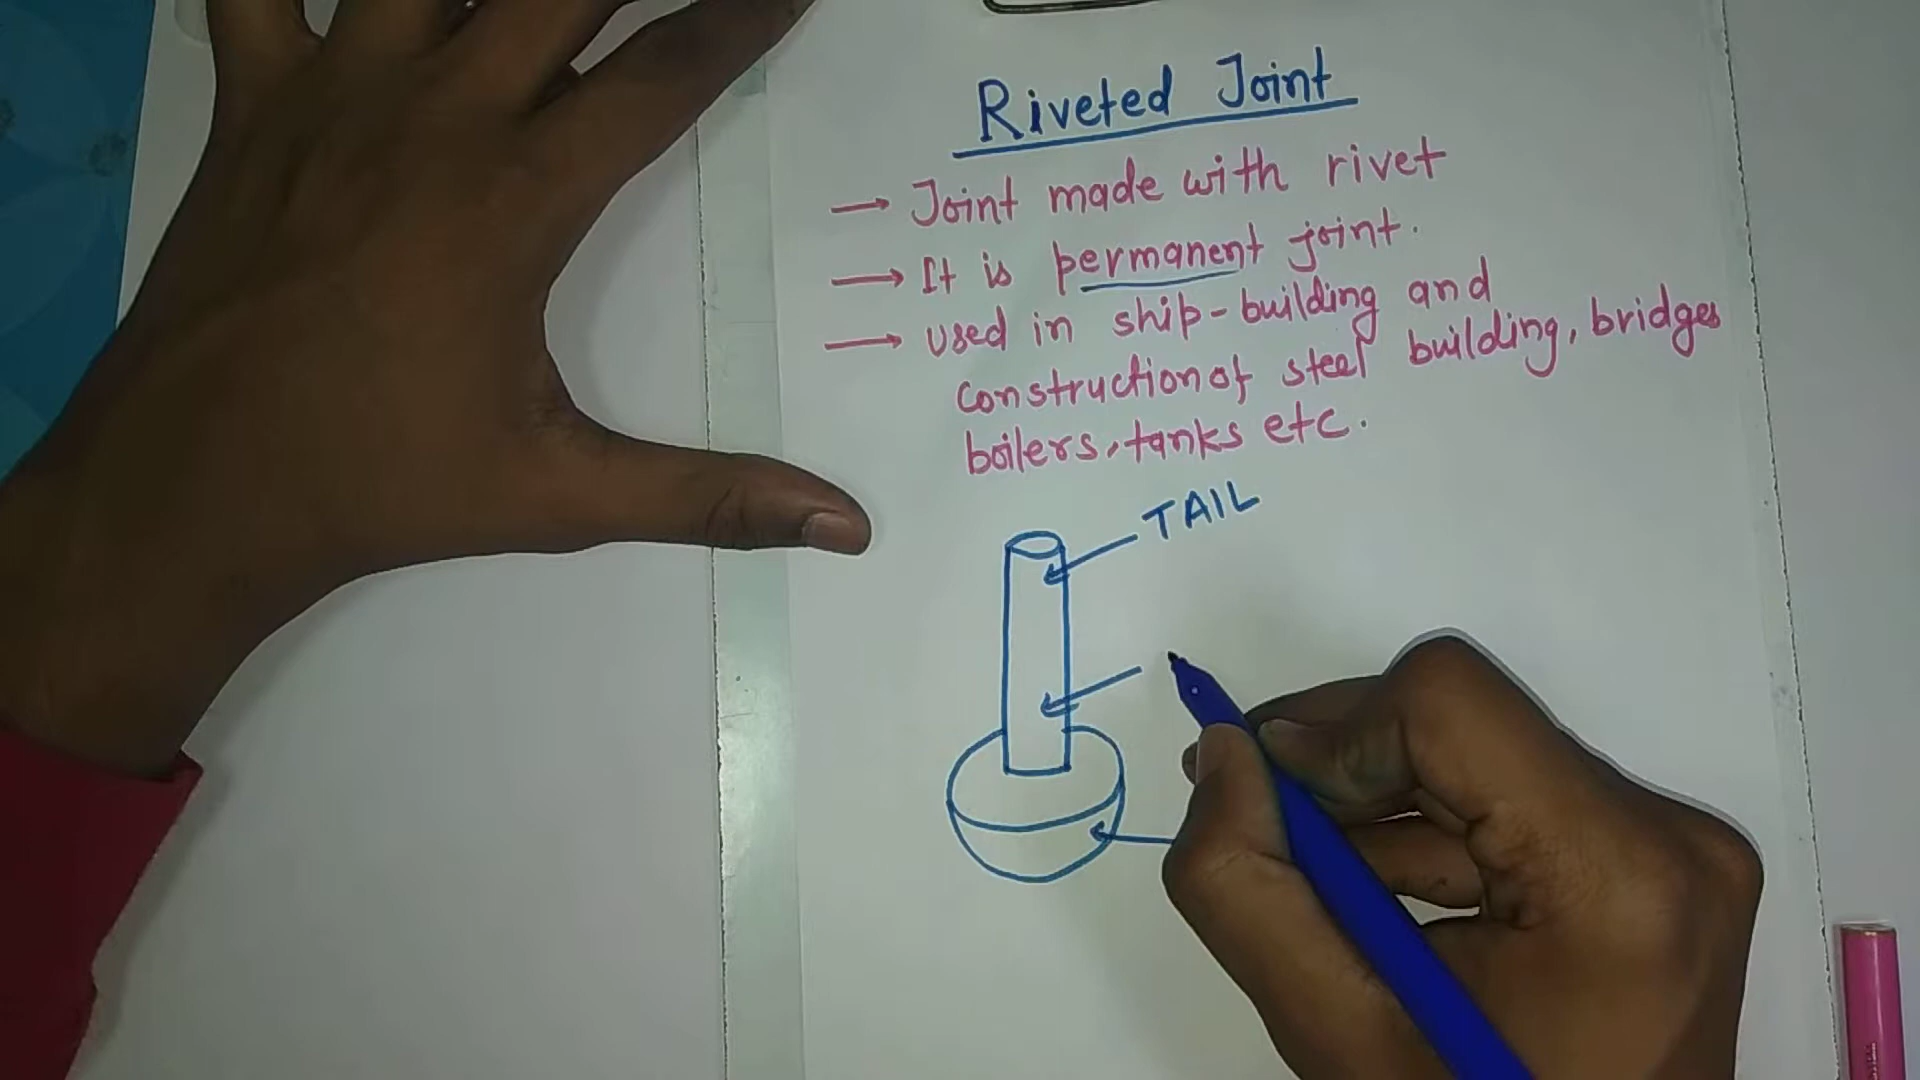 Riveted Joint
→ Joint made with rivet
→ It is permanent joint.
→ used in ship-building and
construction of steel building, bridges
boilers, tanks etc.
TAIL